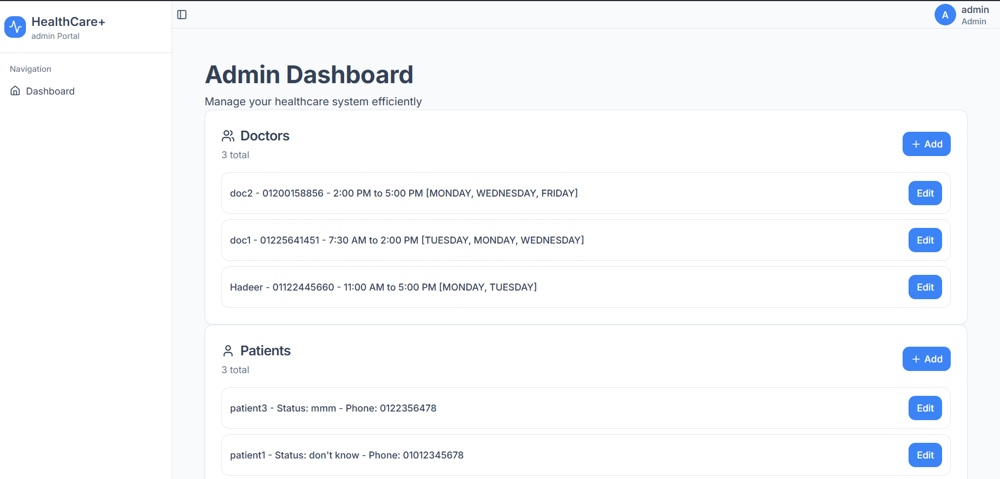 HealthCare+
admin Portal
Navigation
Dashboard
A
admin
Admin
Admin Dashboard
Manage your healthcare system efficiently
Doctors
3 total
+ Add
doc2 - 01200158856 - 2:00 PM to 5:00 PM [MONDAY, WEDNESDAY, FRIDAY]
Edit
doc1 - 01225641451 - 7:30 AM to 2:00 PM [TUESDAY, MONDAY, WEDNESDAY]
Edit
Hadeer - 01122445660 - 11:00 AM to 5:00 PM [MONDAY, TUESDAY]
Edit
Patients
3 total
+ Add
patient3 - Status: mmm - Phone: 0122356478
Edit
patient1 - Status: don't know - Phone: 01012345678
Edit